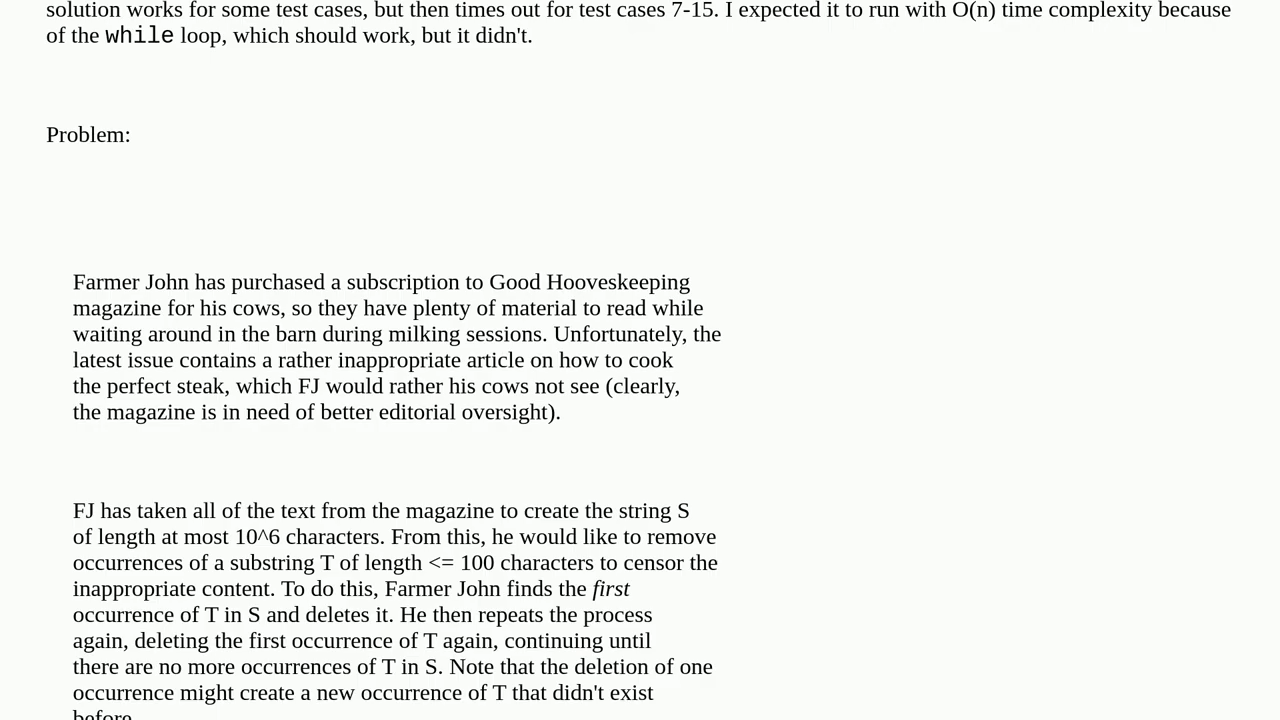 solution works for some test cases, but then times out for test cases 7-15. I expected it to run with O(n) time complexity because
of the while loop, which should work, but it didn't.
Problem:
Farmer John has purchased a subscription to Good Hooveskeeping
magazine for his cows, so they have plenty of material to read while
waiting around in the barn during milking sessions. Unfortunately, the
latest issue contains a rather inappropriate article on how to cook
the perfect steak, which FJ would rather his cows not see (clearly,
the magazine is in need of better editorial oversight).
FJ has taken all of the text from the magazine to create the string S
of length at most 10^6 characters. From this, he would like to remove
occurrences of a substring T of length <= 100 characters to censor the
inappropriate content. To do this, Farmer John finds the first
occurrence of T in S and deletes it. He then repeats the process
again, deleting the first occurrence of T again, continuing until
there are no more occurrences of T in S. Note that the deletion of one
occurrence might create a new occurrence of T that didn't exist
before.